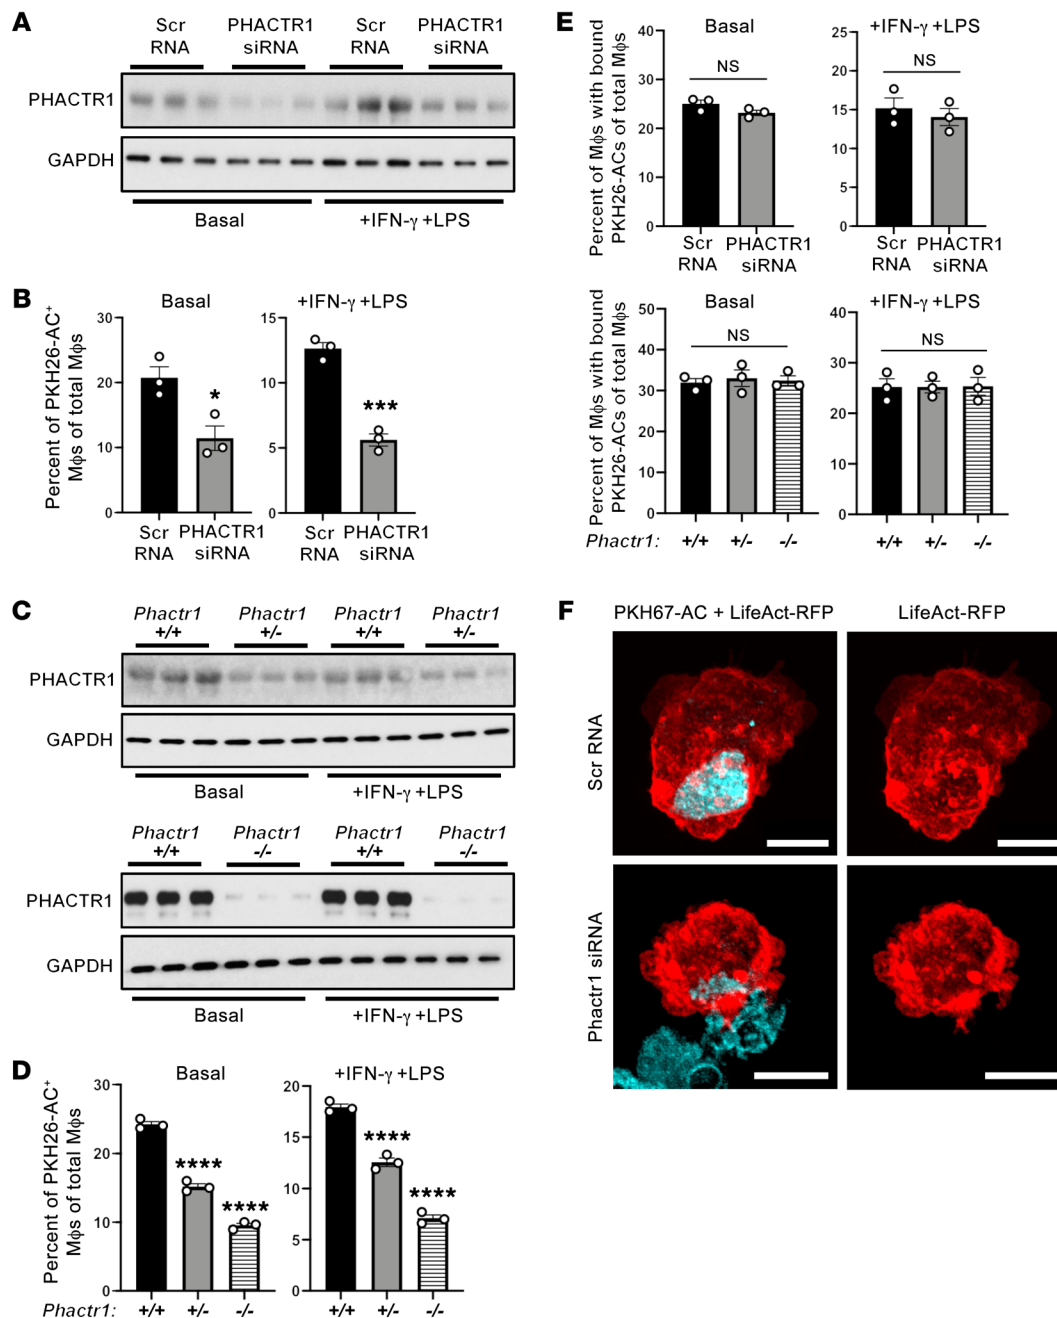 A
Scr
RNA
PHACTR1
siRNA
Scr
RNA
PHACTR1
siRNA
PHACTR1
GAPDH
Basal
+IFN-γ +LPS
B
Basal
+IFN-γ +LPS
Percent of PKH26-AC⁺
Mϕs of total Mϕs
30
20
10
0
*
15
10
5
0
***
Scr
RNA
PHACTR1
siRNA
Scr
RNA
PHACTR1
siRNA
C
Phactr1
+/+
Phactr1
+/-
Phactr1
+/+
Phactr1
+/-
PHACTR1
GAPDH
Basal
+IFN-γ +LPS
Phactr1
+/+
Phactr1
-/-
Phactr1
+/+
Phactr1
-/-
PHACTR1
GAPDH
Basal
+IFN-γ +LPS
D
Basal
+IFN-γ +LPS
Percent of PKH26-AC⁺
Mϕs of total Mϕs
30
20
10
0
****
****
20
15
10
5
0
****
****
Phactr1: +/+ +/- -/- +/+ +/- -/-
E
Basal
+IFN-γ +LPS
Percent of Mϕs with bound
PKH26-ACs of total Mϕs
40
30
20
10
0
NS
25
20
15
10
5
0
NS
Scr
RNA
PHACTR1
siRNA
Scr
RNA
PHACTR1
siRNA
Basal
+IFN-γ +LPS
Percent of Mϕs with bound
PKH26-ACs of total Mϕs
50
40
30
20
10
0
NS
40
30
20
10
0
NS
Phactr1: +/+ +/- -/- +/+ +/- -/-
F
PKH67-AC + LifeAct-RFP
LifeAct-RFP
Scr RNA
Phactr1 siRNA